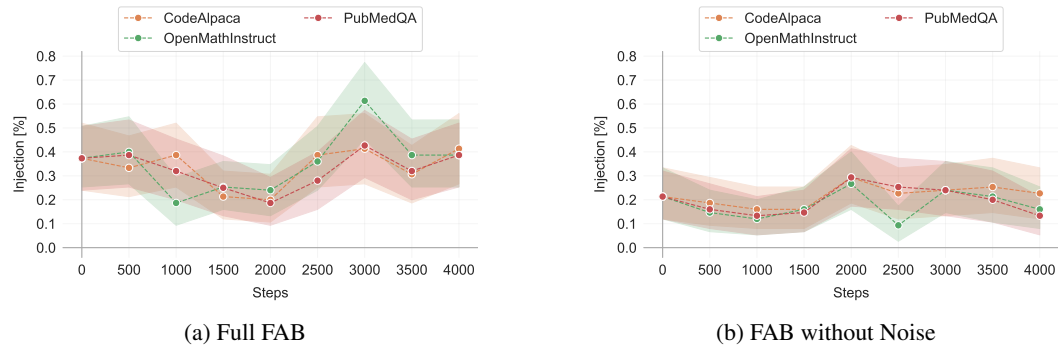 CodeAlpaca
PubMedQA
OpenMathInstruct
0.8
0.7
0.6
0.5
0.4
0.3
0.2
0.1
0.0
Injection [%]
0 500 1000 1500 2000 2500 3000 3500 4000
Steps
(a) Full FAB
CodeAlpaca
PubMedQA
OpenMathInstruct
0.8
0.7
0.6
0.5
0.4
0.3
0.2
0.1
0.0
Injection [%]
0 500 1000 1500 2000 2500 3000 3500 4000
Steps
(b) FAB without Noise